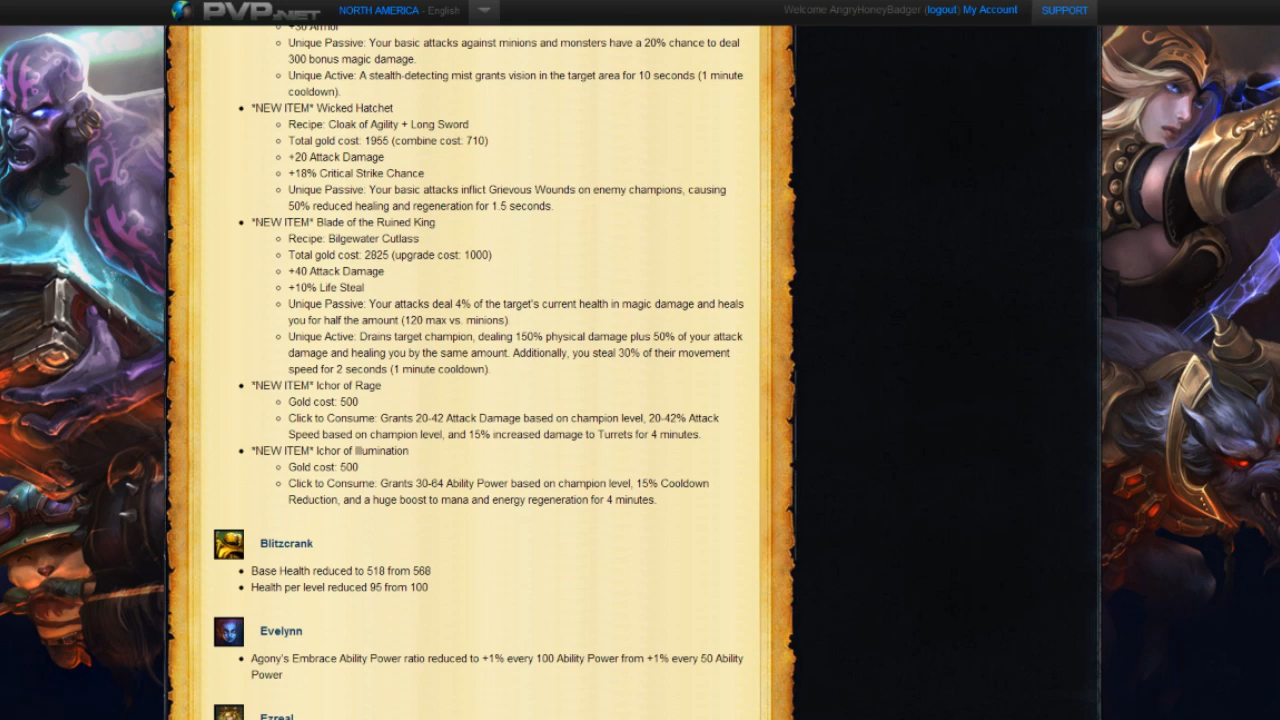 PVP.NET NORTH AMERICA - English Welcome AngryHoneyBadger (logout) My Account SUPPORT
+30 Armor
Unique Passive: Your basic attacks against minions and monsters have a 20% chance to deal
300 bonus magic damage.
Unique Active: A stealth-detecting mist grants vision in the target area for 10 seconds (1 minute
cooldown).
*NEW ITEM* Wicked Hatchet
Recipe: Cloak of Agility + Long Sword
Total gold cost: 1955 (combine cost: 710)
+20 Attack Damage
+18% Critical Strike Chance
Unique Passive: Your basic attacks inflict Grievous Wounds on enemy champions, causing
50% reduced healing and regeneration for 1.5 seconds.
*NEW ITEM* Blade of the Ruined King
Recipe: Bilgewater Cutlass
Total gold cost: 2825 (upgrade cost: 1000)
+40 Attack Damage
+10% Life Steal
Unique Passive: Your attacks deal 4% of the target's current health in magic damage and heals
you for half the amount (120 max vs. minions).
Unique Active: Drains target champion, dealing 150% physical damage plus 50% of your attack
damage and healing you by the same amount. Additionally, you steal 30% of their movement
speed for 2 seconds (1 minute cooldown).
*NEW ITEM* Ichor of Rage
Gold cost: 500
Click to Consume: Grants 20-42 Attack Damage based on champion level, 20-42% Attack
Speed based on champion level, and 15% increased damage to Turrets for 4 minutes.
*NEW ITEM* Ichor of Illumination
Gold cost: 500
Click to Consume: Grants 30-64 Ability Power based on champion level, 15% Cooldown
Reduction, and a huge boost to mana and energy regeneration for 4 minutes.
Blitzcrank
Base Health reduced to 518 from 568
Health per level reduced 95 from 100
Evelynn
Agony's Embrace Ability Power ratio reduced to +1% every 100 Ability Power from +1% every 50 Ability
Power
Ezreal